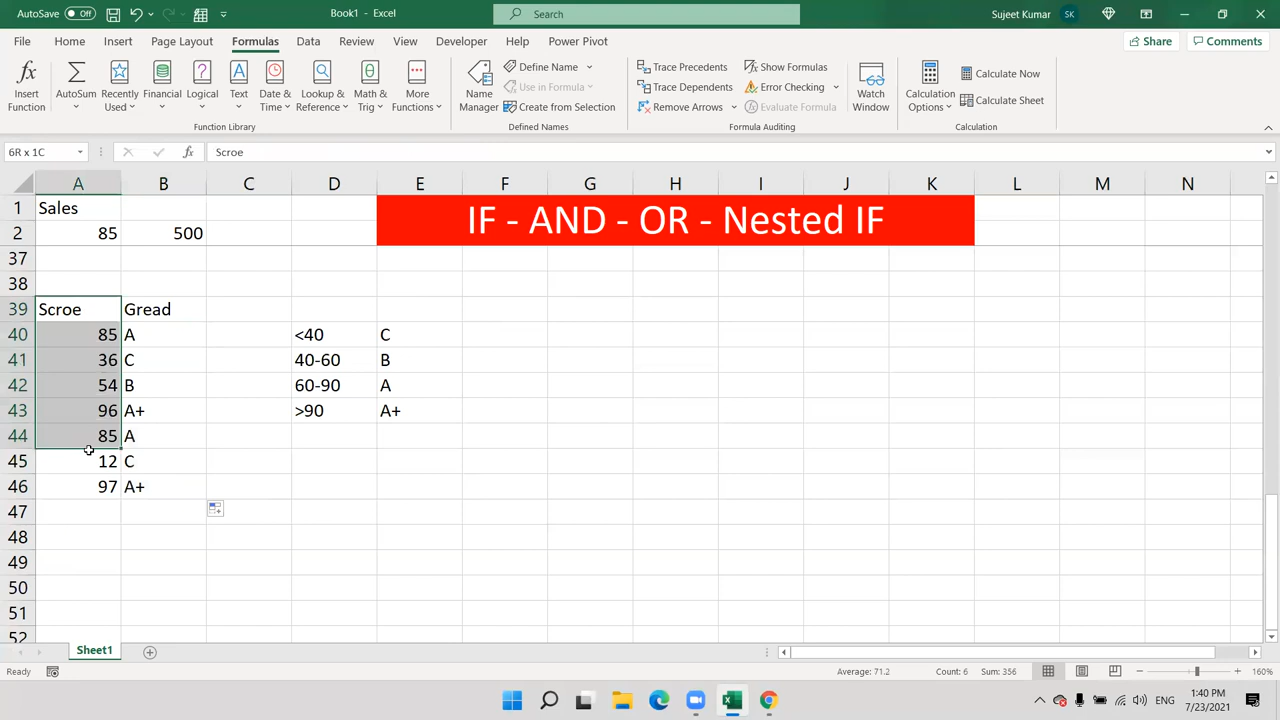 AutoSave Off Book1 - Excel Search Sujeet Kumar SK
File Home Insert Page Layout Formulas Data Review View Developer Help Power Pivot Share Comments
Insert Function
AutoSum
Recently Used
Financial
Logical
Text
Date & Time
Lookup & Reference
Math & Trig
More Functions
Function Library
Name Manager
Define Name
Use in Formula
Create from Selection
Defined Names
Trace Precedents
Trace Dependents
Remove Arrows
Show Formulas
Error Checking
Evaluate Formula
Formula Auditing
Watch Window
Calculation Options
Calculate Now
Calculate Sheet
Calculation
6R x 1C fx Scroe
A B C D E F G H I J K L M N
1 Sales
IF - AND - OR - Nested IF
2 85 500
37
38
39 Scroe Gread
40 85 A <40 C
41 36 C 40-60 B
42 54 B 60-90 A
43 96 A+ >90 A+
44 85 A
45 12 C
46 97 A+
47
48
49
50
51
52
Sheet1
Ready Average: 71.2 Count: 6 Sum: 356 160%
ENG 1:40 PM
7/23/2021